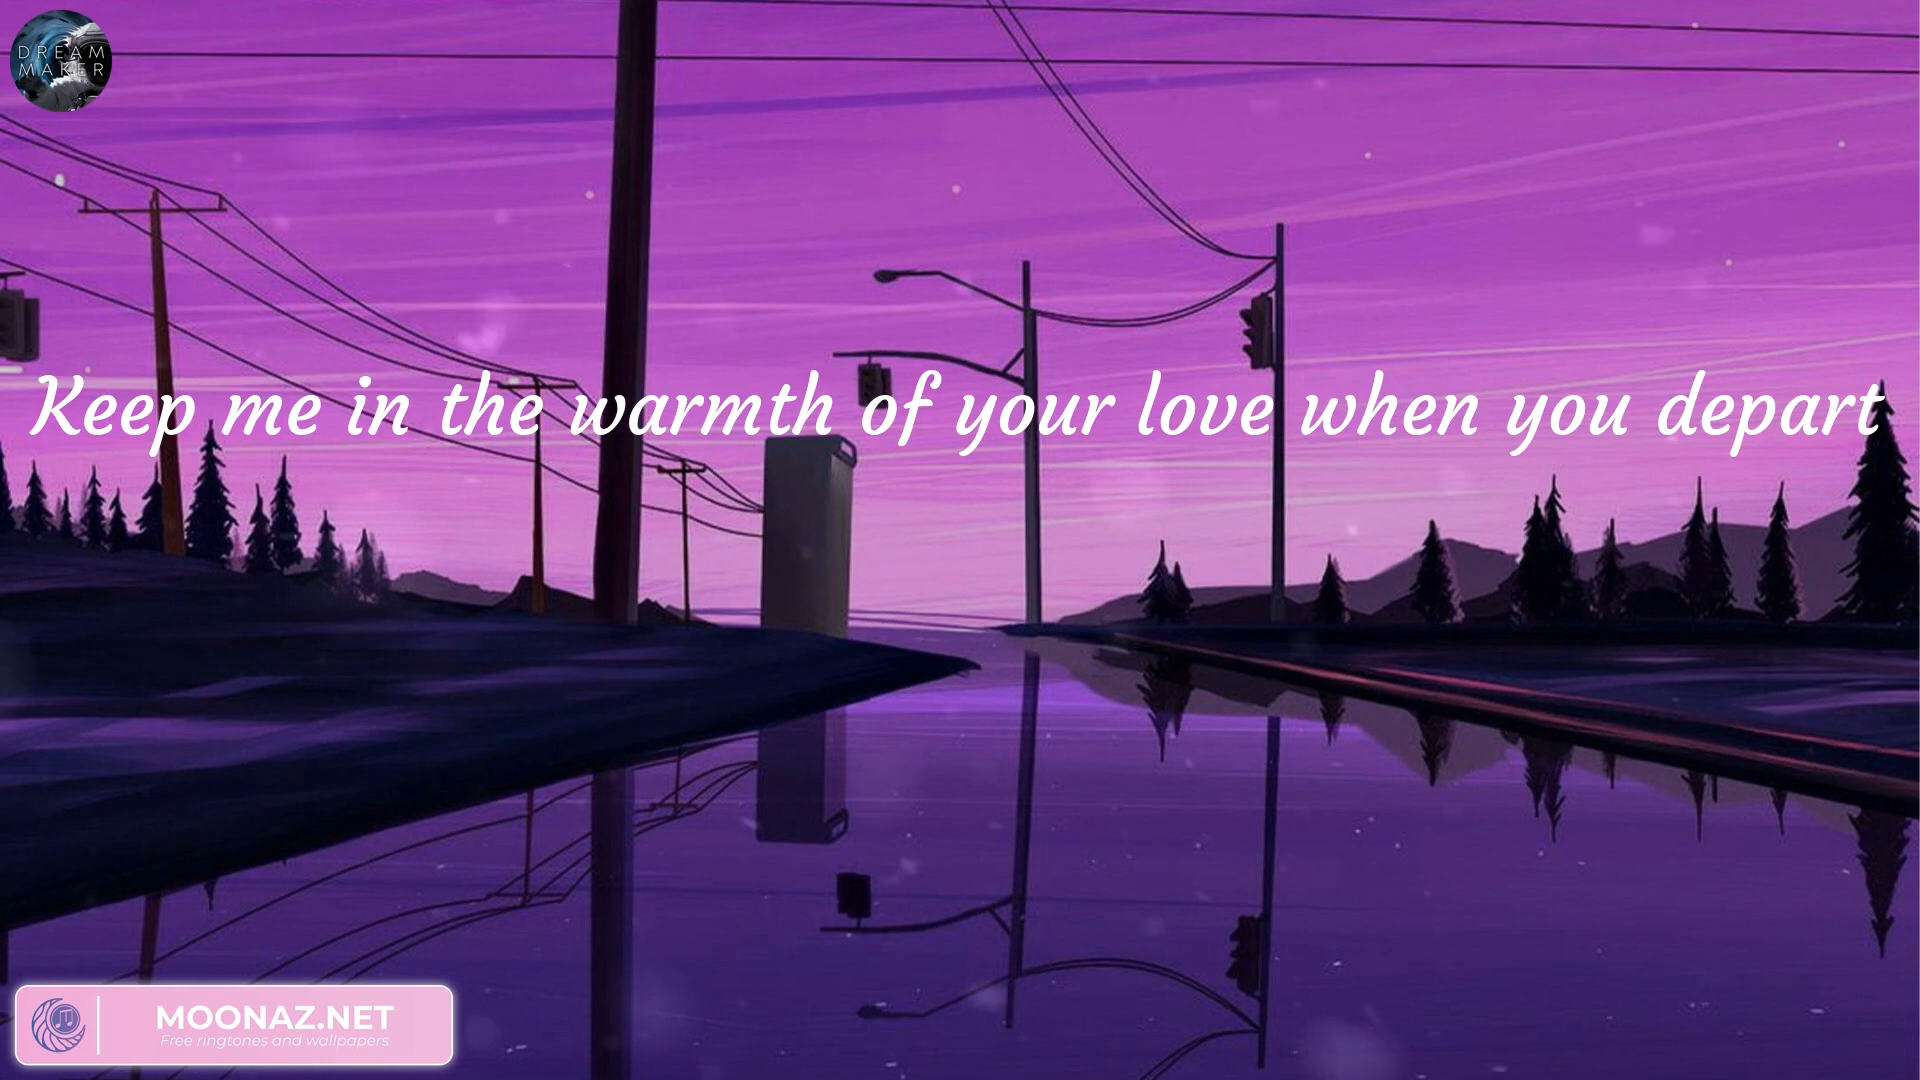 DREAM
MAKER
Keep me in the warmth of your love when you depart
MOONAZ.NET
Free ringtones and wallpapers